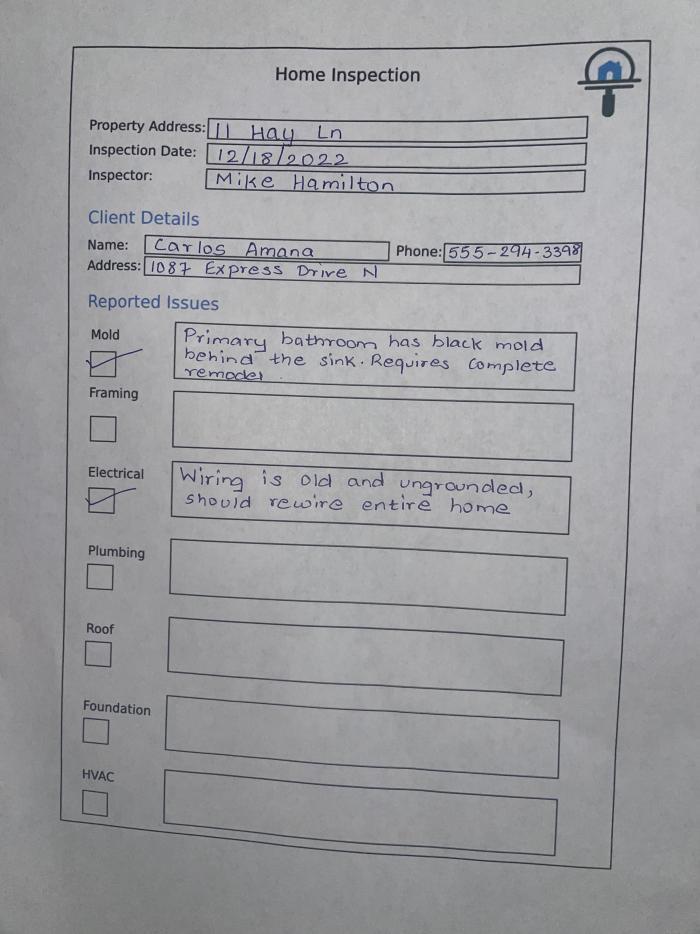 Home Inspection
Property Address: 11 Hay Ln
Inspection Date: 12/18/2022
Inspector: Mike Hamilton
Client Details
Name: Carlos Amana Phone: 555-294-3398
Address: 1087 Express Drive N
Reported Issues
Mold
Primary bathroom has black mold
behind the sink. Requires complete
remodel.
Framing
Electrical
Wiring is old and ungrounded,
should rewire entire home
Plumbing
Roof
Foundation
HVAC